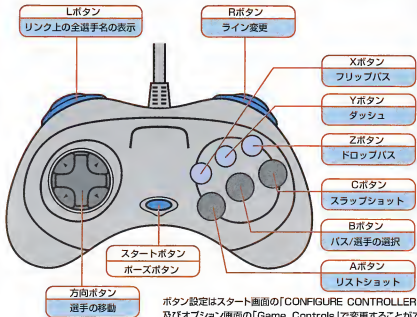 Lボタン
リンク上の全選手名の表示
Rボタン
ライン変更
Xボタン
フリップパス
Yボタン
ダッシュ
Zボタン
ドロップパス
Cボタン
スラップショット
Bボタン
パス/選手の選択
Aボタン
リストショット
スタートボタン
ポーズボタン
方向ボタン
選手の移動
ボタン設定はスタート画面の「CONFIGURE CONTROLLER
及びオプション画面の「Game Controls」で変更することが